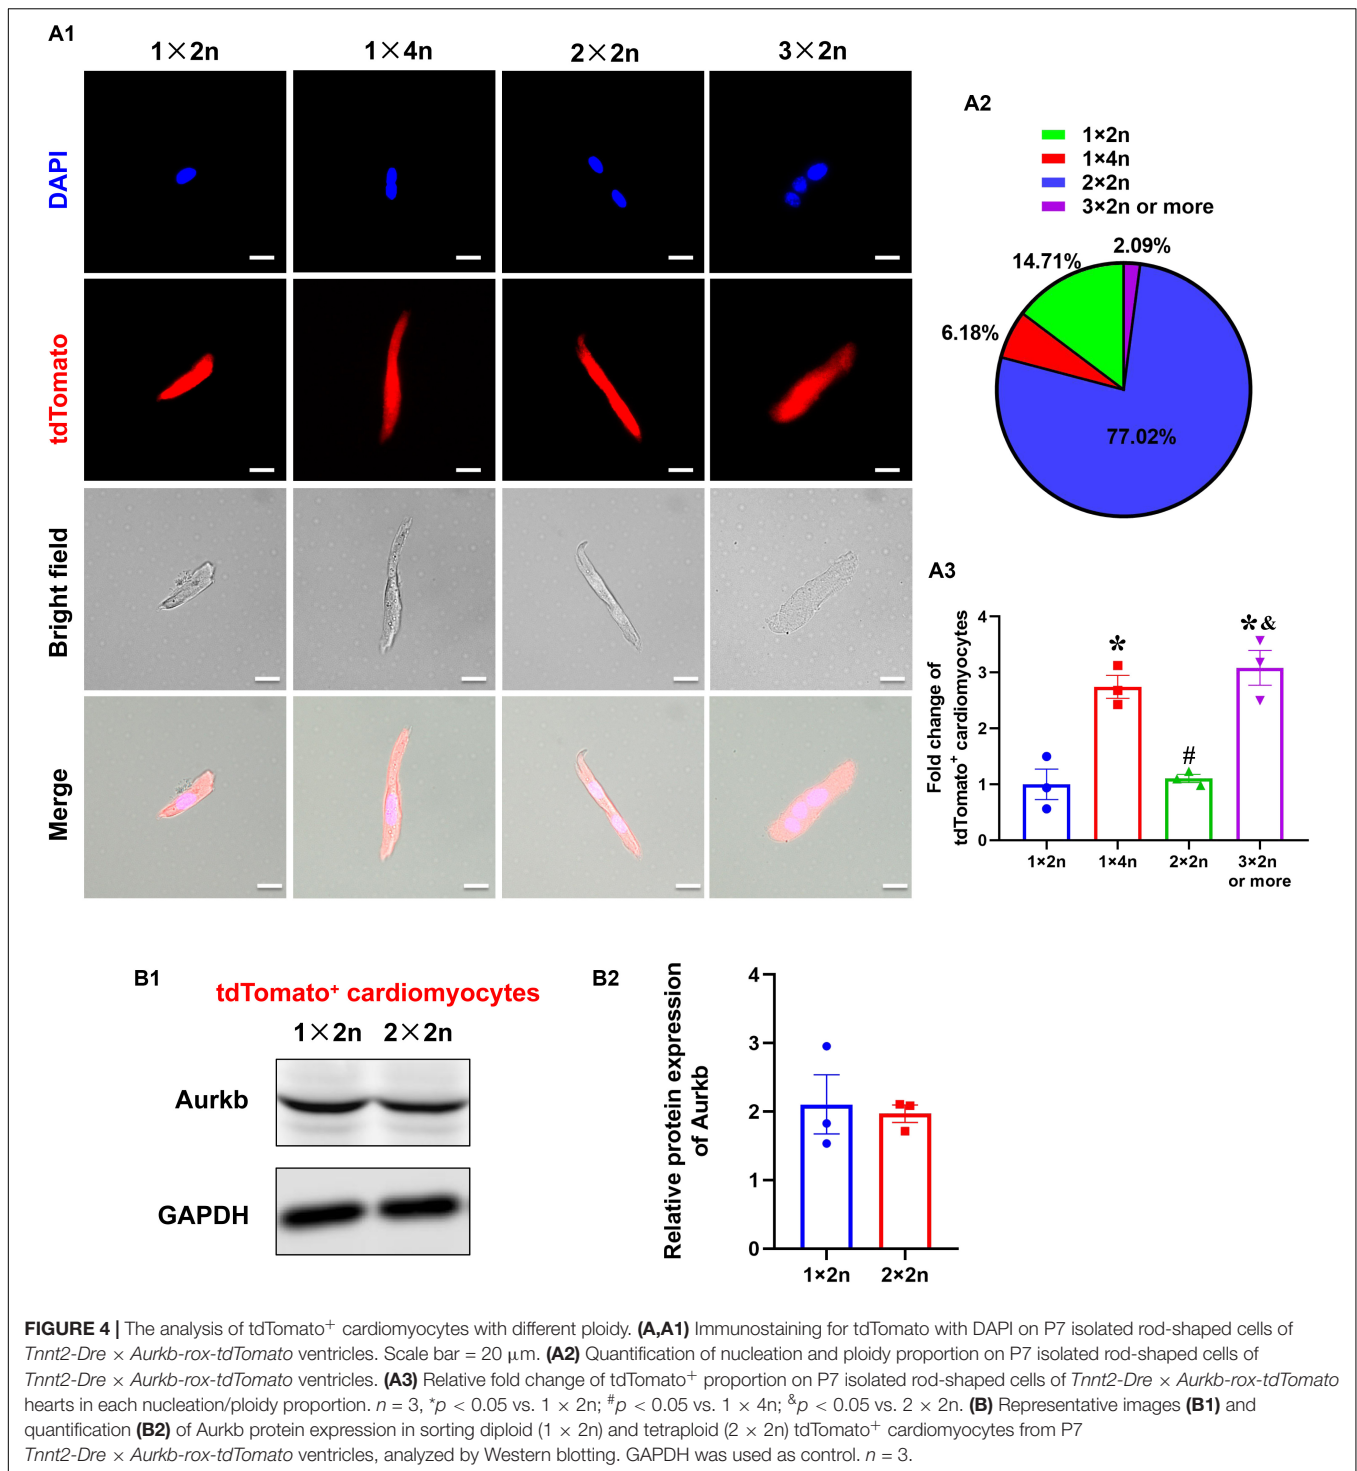 A1
1×2n 1×4n 2×2n 3×2n
DAPI
tdTomato
Bright field
Merge
A2
1×2n
1×4n
2×2n
3×2n or more
2.09%
14.71%
6.18%
77.02%
A3
Fold change of
tdTomato+ cardiomyocytes
4
3
2
1
0
*
#
*&
1×2n 1×4n 2×2n 3×2n
or more
B1
tdTomato+ cardiomyocytes
1×2n 2×2n
Aurkb
GAPDH
B2
Relative protein expression
of Aurkb
4
3
2
1
0
1×2n 2×2n
FIGURE 4 | The analysis of tdTomato+ cardiomyocytes with different ploidy. (A,A1) Immunostaining for tdTomato with DAPI on P7 isolated rod-shaped cells of
Tnnt2-Dre × Aurkb-rox-tdTomato ventricles. Scale bar = 20 μm. (A2) Quantification of nucleation and ploidy proportion on P7 isolated rod-shaped cells of
Tnnt2-Dre × Aurkb-rox-tdTomato ventricles. (A3) Relative fold change of tdTomato+ proportion on P7 isolated rod-shaped cells of Tnnt2-Dre × Aurkb-rox-tdTomato
hearts in each nucleation/ploidy proportion. n = 3, *p < 0.05 vs. 1 × 2n; #p < 0.05 vs. 1 × 4n; &p < 0.05 vs. 2 × 2n. (B) Representative images (B1) and
quantification (B2) of Aurkb protein expression in sorting diploid (1 × 2n) and tetraploid (2 × 2n) tdTomato+ cardiomyocytes from P7
Tnnt2-Dre × Aurkb-rox-tdTomato ventricles, analyzed by Western blotting. GAPDH was used as control. n = 3.